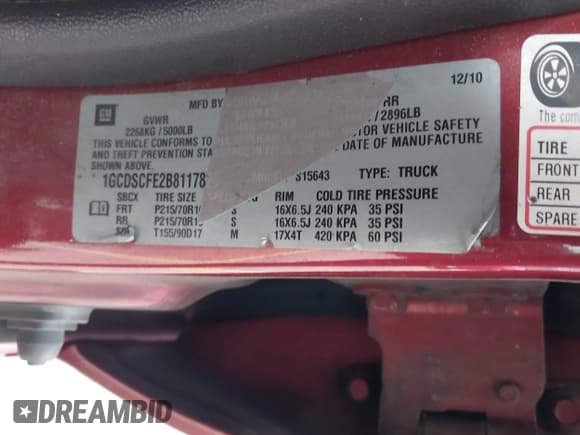 GM
MFD BY
12/10
GVWR
RR
2268KG / 5000LB
/ 2896LB
THIS VEHICLE CONFORMS TO
TOR VEHICLE SAFETY
AND THEFT PREVENTION STA
DATE OF MANUFACTURE
SHOWN ABOVE.
1GCDSCFE2B81178
S15643 TYPE: TRUCK
SBCX TIRE SIZE RIM COLD TIRE PRESSURE
FRT P215/70R1 S 16X6.5J 240 KPA 35 PSI
RR P215/70R1 S 16X6.5J 240 KPA 35 PSI
T155/90D17 M 17X4T 420 KPA 60 PSI
The com
TIRE
FRONT
REAR
SPARE
DREAMBID